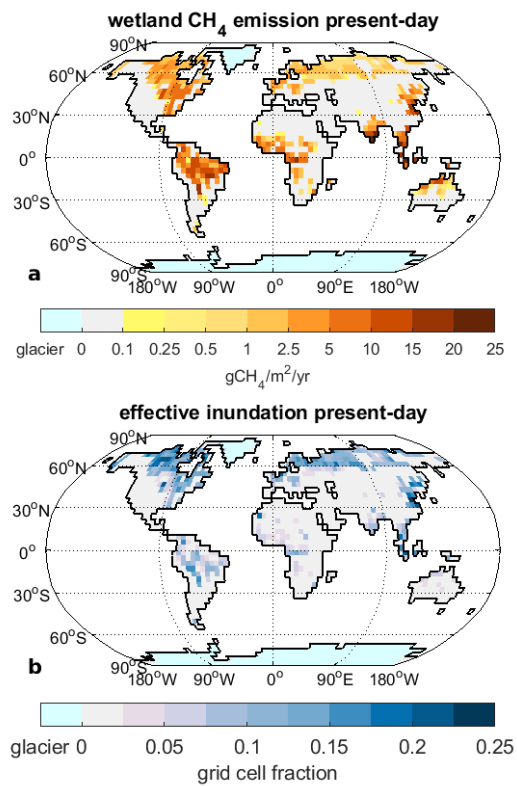 wetland CH4 emission present-day
90°N
60°N
30°N
0°
30°S
60°S
90°S
a
180°W 90°W 0°E 90°E 180°W
glacier 0 0.1 0.25 0.5 1 2.5 5 10 15 20 25
gCH4/m2/yr
effective inundation present-day
90°N
60°N
30°N
0°
30°S
60°S
90°S
b
180°W 90°W 0°E 90°E 180°W
glacier 0 0.05 0.1 0.15 0.2 0.25
grid cell fraction